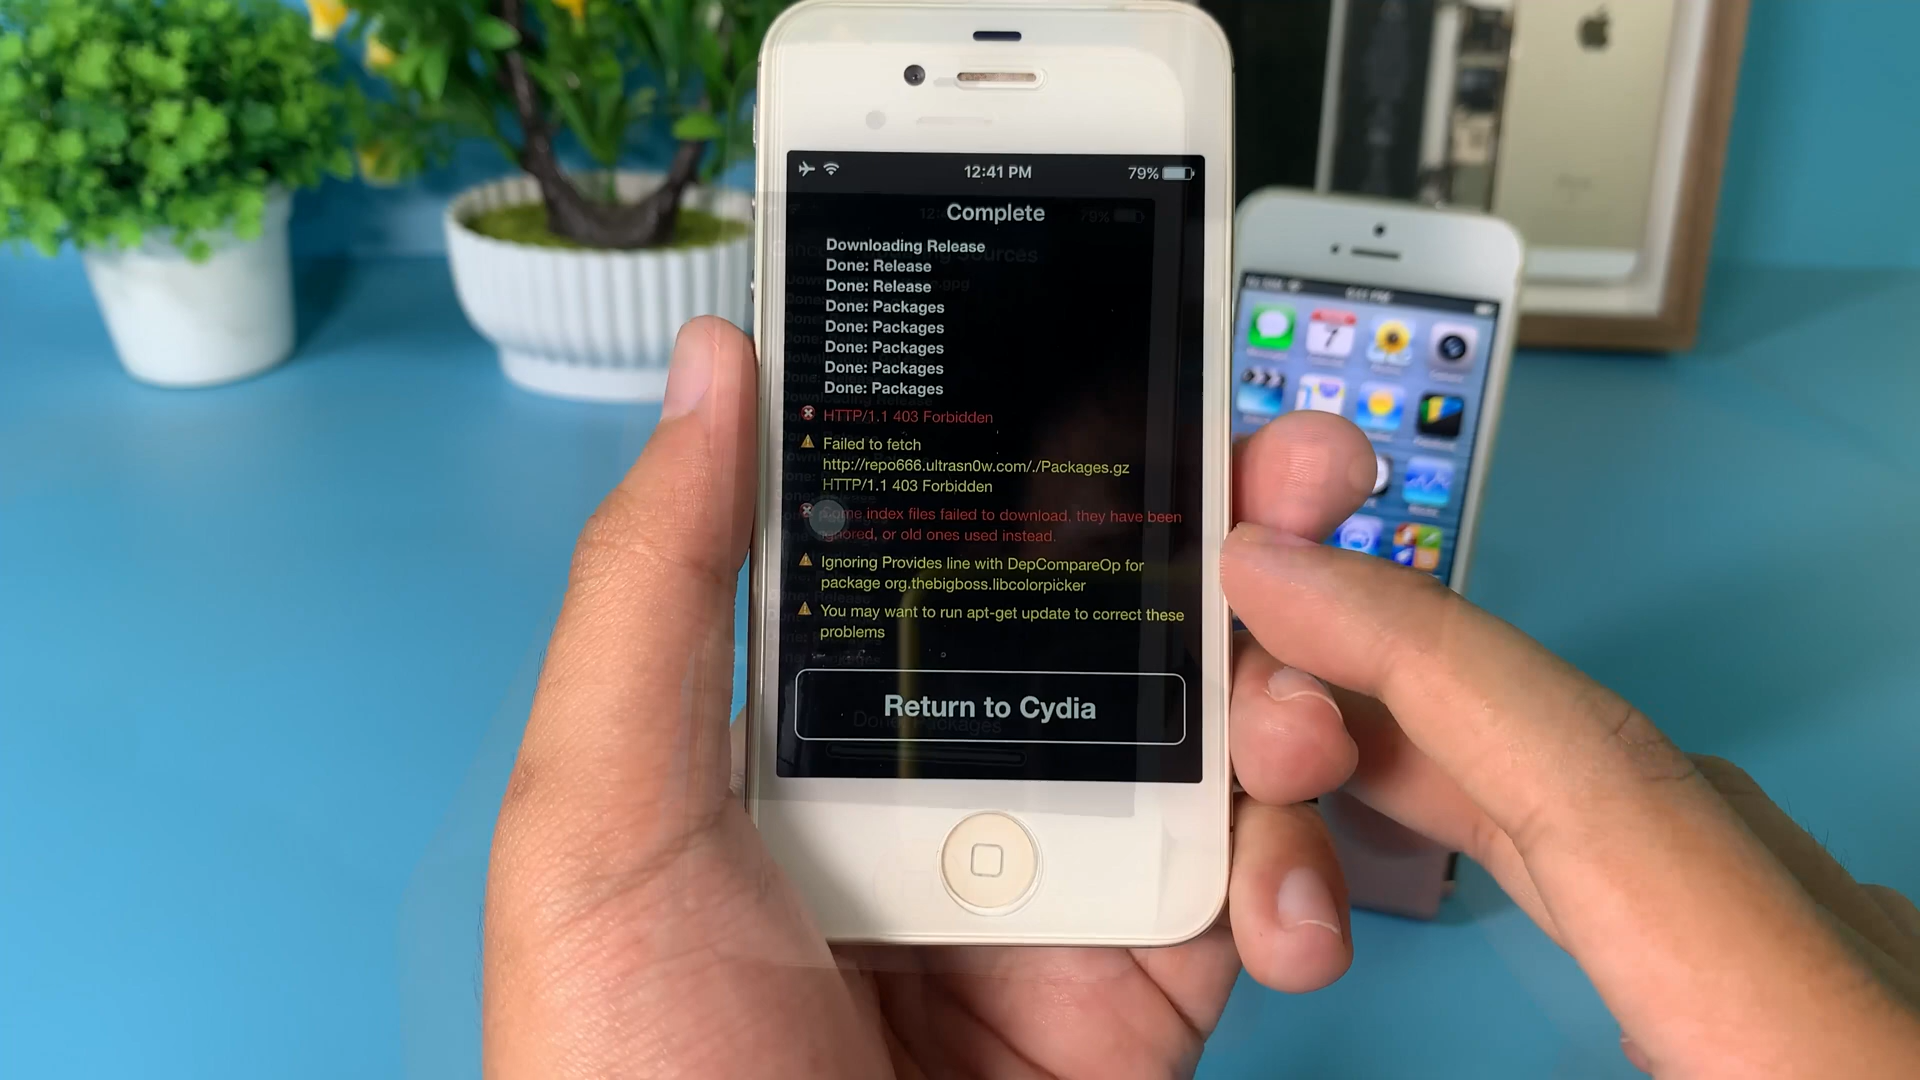 12:41 PM
79%
Complete
Downloading Release
Done: Release
Done: Release
Done: Packages
Done: Packages
Done: Packages
Done: Packages
Done: Packages
HTTP/1.1 403 Forbidden
Failed to fetch
http://repo666.ultrasn0w.com/./Packages.gz
HTTP/1.1 403 Forbidden
Some index files failed to download, they have been
ignored, or old ones used instead.
Ignoring Provides line with DepCompareOp for
package org.thebigboss.libcolorpicker
You may want to run apt-get update to correct these
problems
Return to Cydia
7